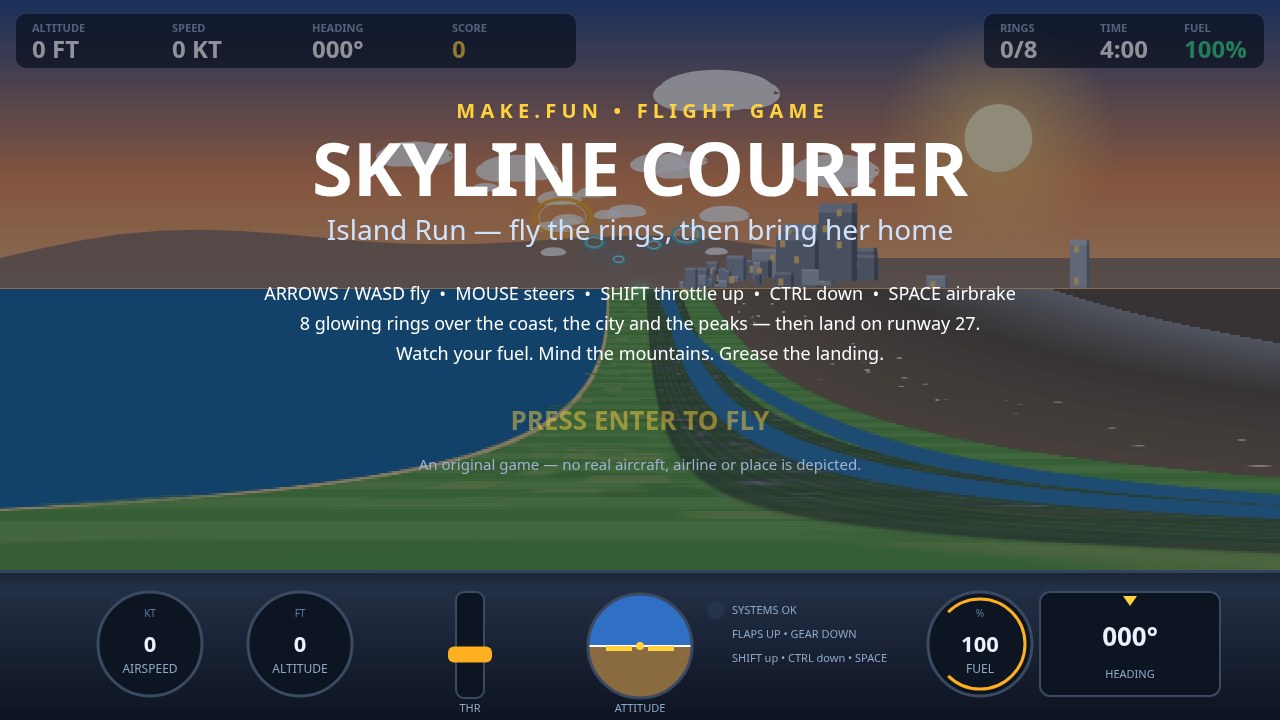 ALTITUDE SPEED HEADING SCORE
0 FT 0 KT 000° 0
RINGS TIME FUEL
0/8 4:00 100%
MAKE.FUN • FLIGHT GAME
SKYLINE COURIER
Island Run — fly the rings, then bring her home
ARROWS / WASD fly • MOUSE steers • SHIFT throttle up • CTRL down • SPACE airbrake
8 glowing rings over the coast, the city and the peaks — then land on runway 27.
Watch your fuel. Mind the mountains. Grease the landing.
PRESS ENTER TO FLY
An original game — no real aircraft, airline or place is depicted.
KT
0
AIRSPEED
FT
0
ALTITUDE
THR
ATTITUDE
SYSTEMS OK
FLAPS UP • GEAR DOWN
SHIFT up • CTRL down • SPACE
%
100
FUEL
000°
HEADING